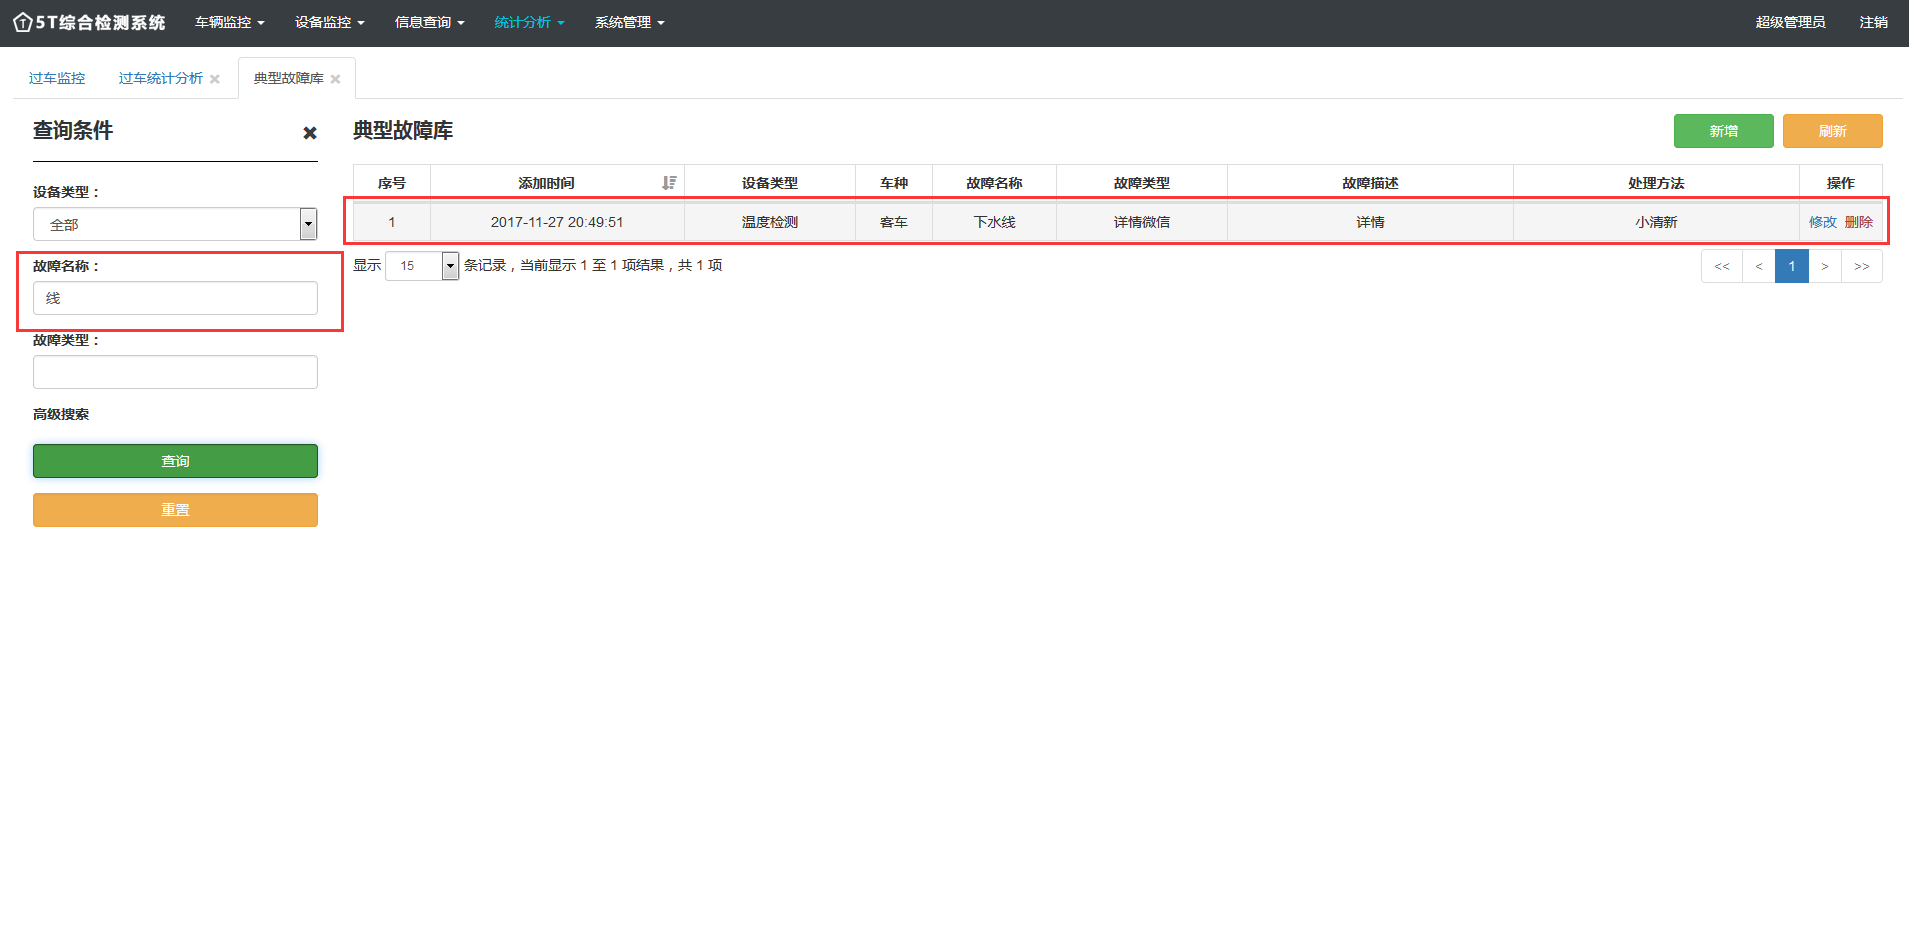 5T综合检测系统 车辆监控 设备监控 信息查询 统计分析 系统管理 超级管理员 注销
过车监控 过车统计分析 典型故障库
查询条件
设备类型：
全部
故障名称：
线
故障类型：
高级搜索
查询
重置
典型故障库 新增 刷新
序号 添加时间 设备类型 车种 故障名称 故障类型 故障描述 处理方法 操作
1 2017-11-27 20:49:51 温度检测 客车 下水线 详情微信 详情 小清新 修改 删除
显示 15 条记录，当前显示 1 至 1 项结果，共 1 项 << < 1 > >>